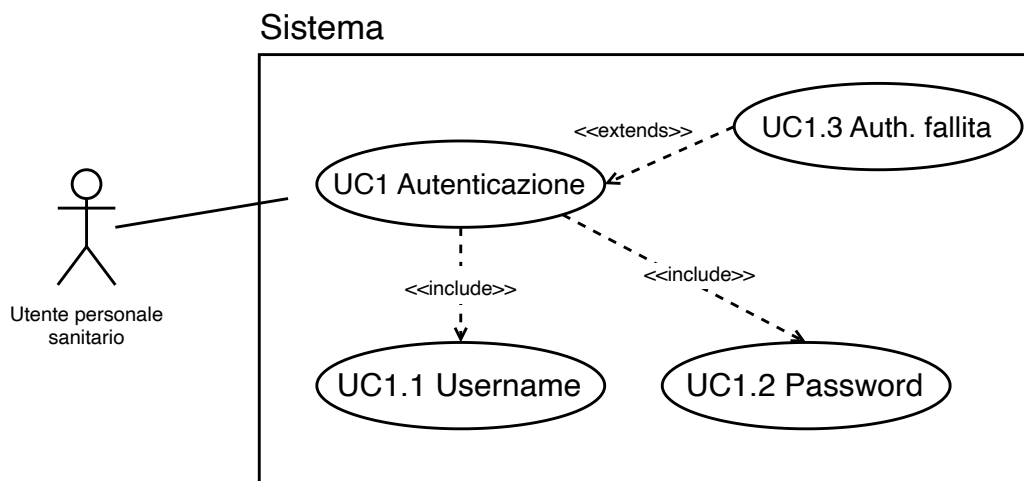 Sistema
<<extends>>
UC1.3 Auth. fallita
UC1 Autenticazione
<<include>>
<<include>>
Utente personale
sanitario
UC1.1 Username
UC1.2 Password